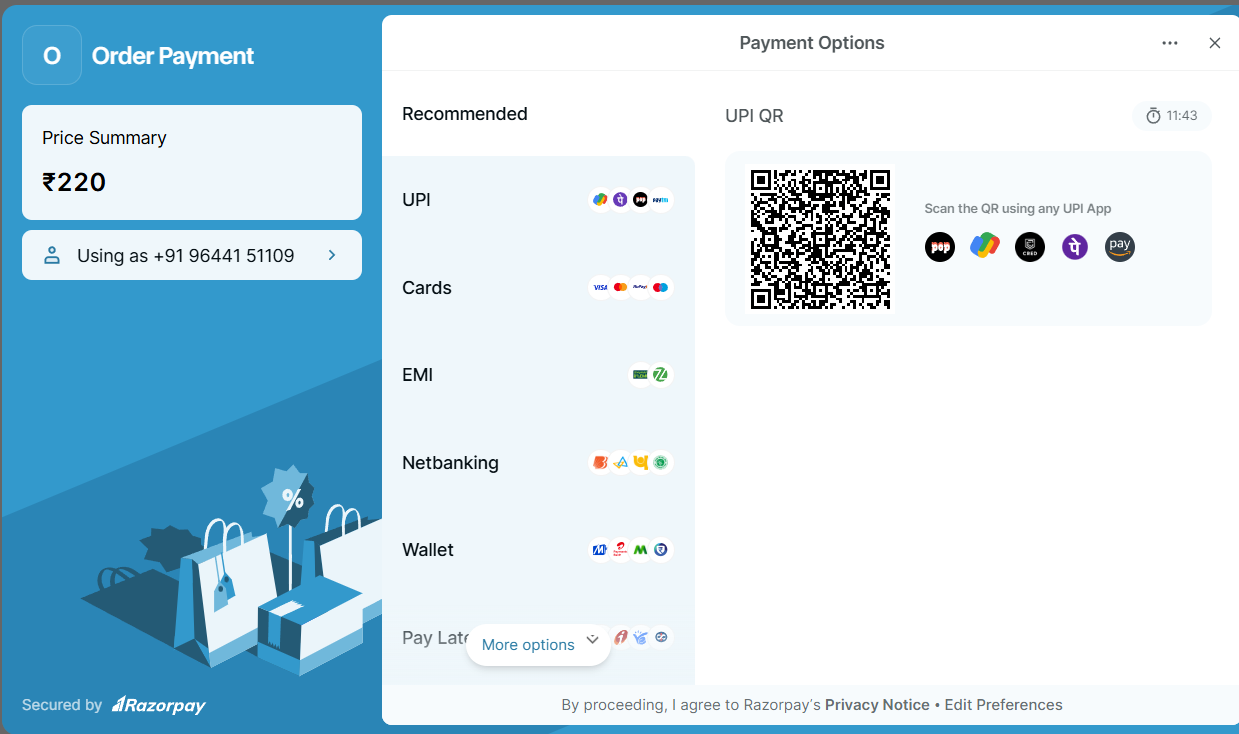 O
Order Payment
Price Summary
₹220
Using as +91 96441 51109
Secured by Razorpay
Payment Options
Recommended
UPI
Cards
VISA
RuPay
EMI
Netbanking
Wallet
Pay Late
More options
UPI QR
11:43
Scan the QR using any UPI App
POP
CRED
pay
By proceeding, I agree to Razorpay's Privacy Notice • Edit Preferences
%